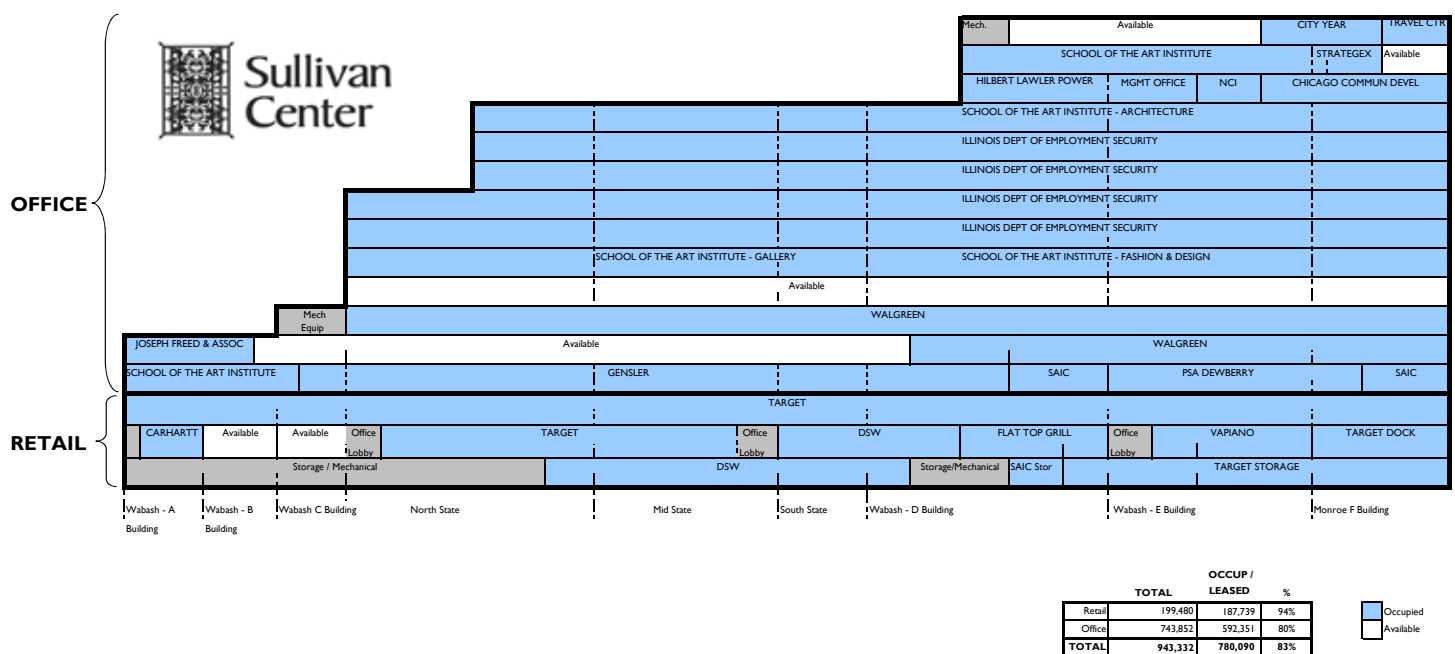 Mech. Available CITY YEAR TRAVEL CTR
SCHOOL OF THE ART INSTITUTE STRATEGEX Available
Sullivan
Center
HILBERT LAWLER POWER MGMT OFFICE NCI CHICAGO COMMUN DEVEL
SCHOOL OF THE ART INSTITUTE - ARCHITECTURE
ILLINOIS DEPT OF EMPLOYMENT SECURITY
ILLINOIS DEPT OF EMPLOYMENT SECURITY
OFFICE
ILLINOIS DEPT OF EMPLOYMENT SECURITY
ILLINOIS DEPT OF EMPLOYMENT SECURITY
SCHOOL OF THE ART INSTITUTE - GALLERY SCHOOL OF THE ART INSTITUTE - FASHION & DESIGN
Available
Mech WALGREEN
Equip
JOSEPH FREED & ASSOC Available WALGREEN
SCHOOL OF THE ART INSTITUTE GENSLER SAIC PSA DEWBERRY SAIC
TARGET
RETAIL
CARHARTT Available Available Office TARGET Office DSW FLAT TOP GRILL Office VAPIANO TARGET DOCK
Lobby Lobby Lobby
Storage / Mechanical DSW Storage/Mechanical SAIC Stor TARGET STORAGE
Wabash - A Wabash - B Wabash C Building North State Mid State South State Wabash - D Building Wabash - E Building Monroe F Building
Building Building
OCCUP /
TOTAL LEASED %
Retail 199,480 187,739 94% Occupied
Office 743,852 592,351 80% Available
TOTAL 943,332 780,090 83%